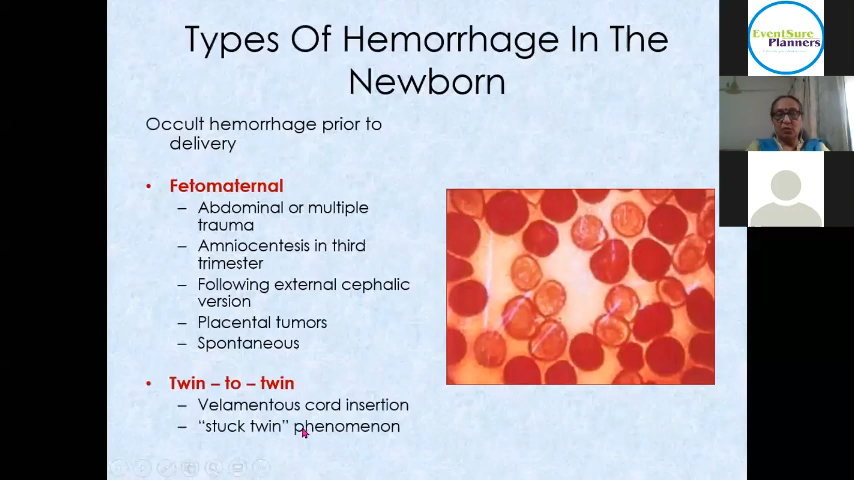 Types Of Hemorrhage In The
Newborn
Occult hemorrhage prior to
delivery
• Fetomaternal
– Abdominal or multiple
trauma
– Amniocentesis in third
trimester
– Following external cephalic
version
– Placental tumors
– Spontaneous
• Twin – to – twin
– Velamentous cord insertion
– “stuck twin” phenomenon
EventSure
Planners